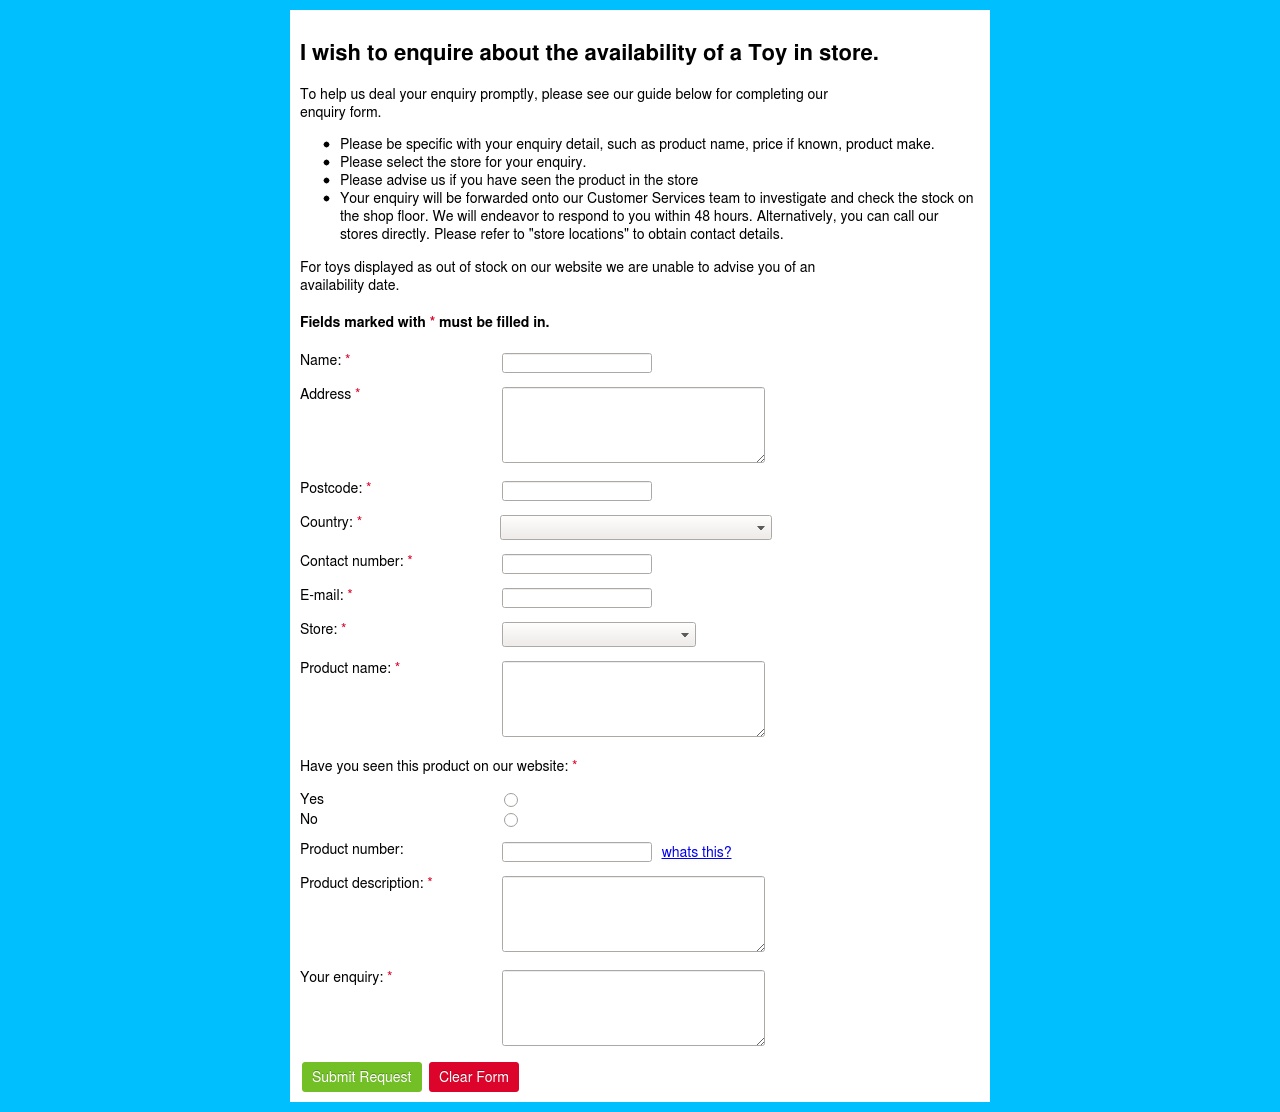 I wish to enquire about the availability of a Toy in store.
To help us deal your enquiry promptly, please see our guide below for completing our
enquiry form.
Please be specific with your enquiry detail, such as product name, price if known, product make.
Please select the store for your enquiry.
Please advise us if you have seen the product in the store
Your enquiry will be forwarded onto our Customer Services team to investigate and check the stock on
the shop floor. We will endeavor to respond to you within 48 hours. Alternatively, you can call our
stores directly. Please refer to "store locations" to obtain contact details.
For toys displayed as out of stock on our website we are unable to advise you of an
availability date.
Fields marked with * must be filled in.
Name: *
Address *
Postcode: *
Country: *
Contact number: *
E-mail: *
Store: *
Product name: *
Have you seen this product on our website: *
Yes
No
Product number: whats this?
Product description: *
Your enquiry: *
Submit Request Clear Form